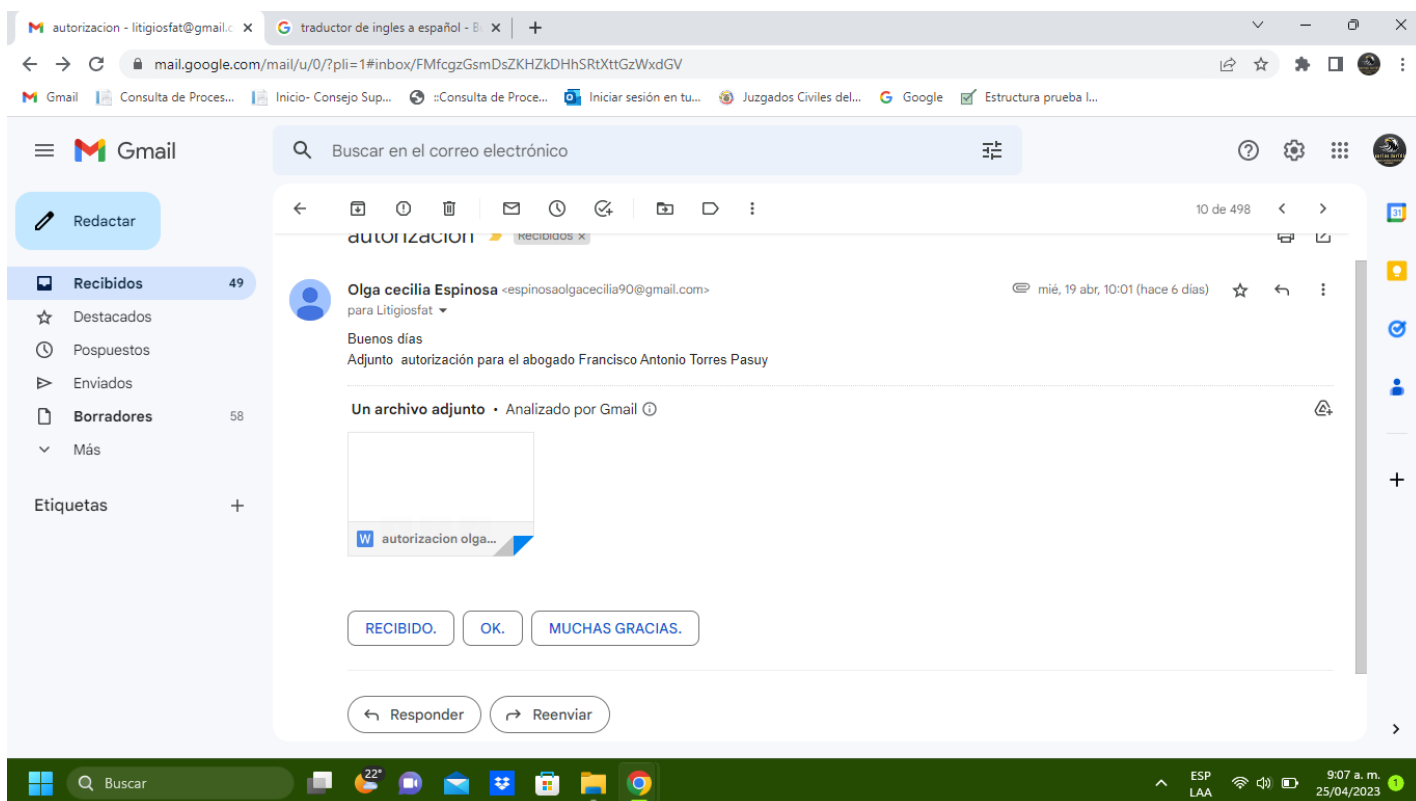 autorizacion - litigiosfat@gmail.c
traductor de ingles a español - B
mail.google.com/mail/u/0/?pli=1#inbox/FMfcgzGsmDsZKHZkDHhSRtXttGzWxdGV
Gmail Consulta de Proces... Inicio- Consejo Sup... ::Consulta de Proce... Iniciar sesión en tu... Juzgados Civiles del... Google Estructura prueba l...
Gmail
Buscar en el correo electrónico
Redactar
10 de 498
31
autorización Recibidos ×
Recibidos 49
Destacados
Pospuestos
Enviados
Borradores 58
Más
Etiquetas
Olga cecilia Espinosa <espinosaolgacecilia90@gmail.com>
mié, 19 abr, 10:01 (hace 6 días)
para Litigiosfat
Buenos días
Adjunto autorización para el abogado Francisco Antonio Torres Pasuy
Un archivo adjunto • Analizado por Gmail
W autorizacion olga...
RECIBIDO. OK. MUCHAS GRACIAS.
Responder Reenviar
Buscar
22°
ESP
LAA
9:07 a. m.
25/04/2023
1